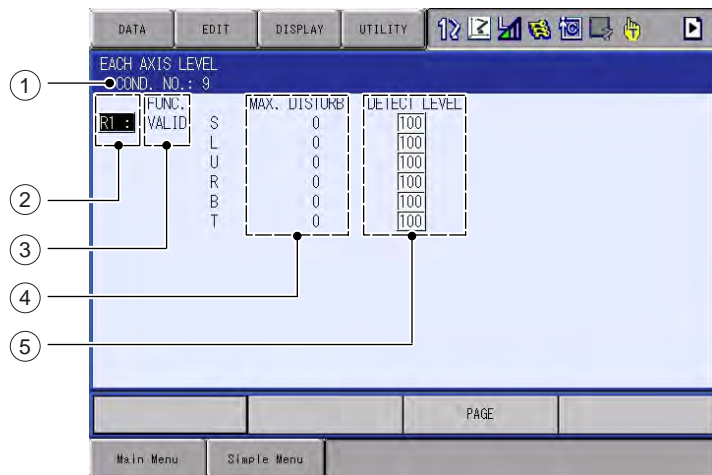 DATA EDIT DISPLAY UTILITY
EACH AXIS LEVEL
COND. NO.: 9
FUNC. MAX. DISTURB DETECT LEVEL
R1 : VALID S 0 100
L 0 100
U 0 100
R 0 100
B 0 100
T 0 100
1
2
3
4
5
PAGE
Main Menu Simple Menu